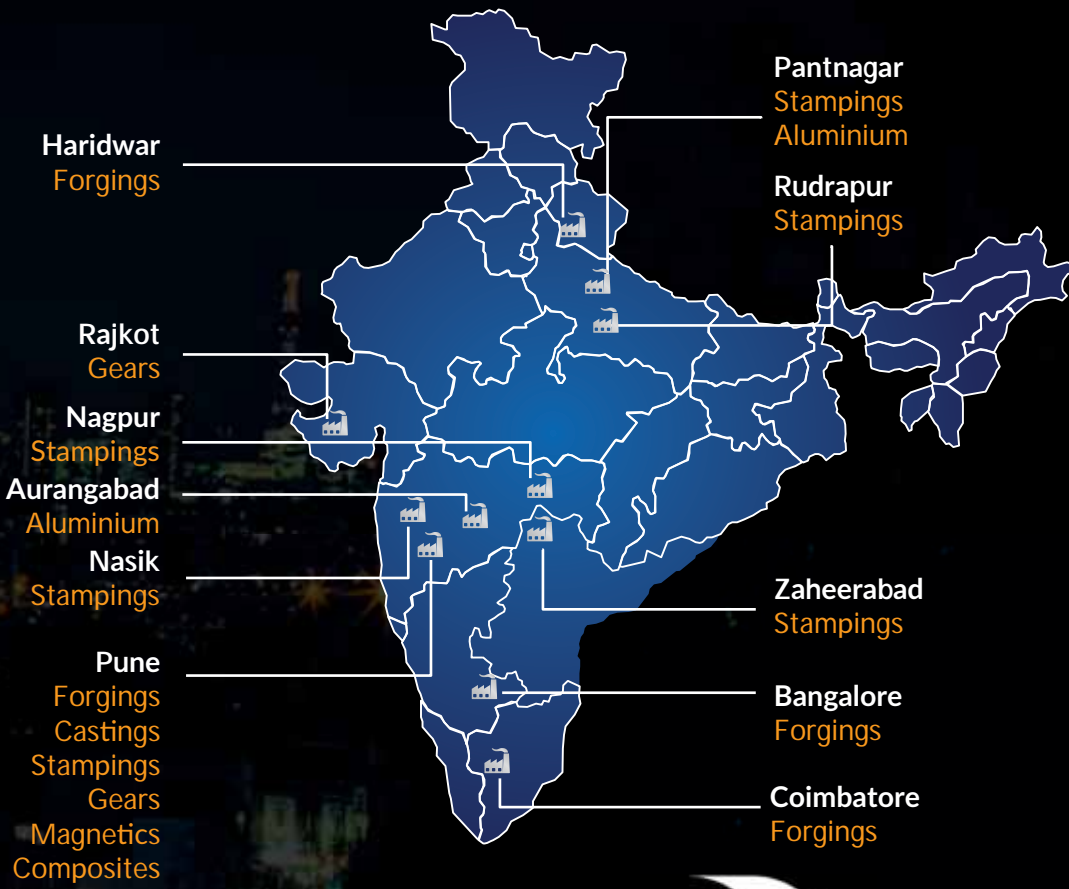 Haridwar
Forgings
Rajkot
Gears
Nagpur
Stampings
Aurangabad
Aluminium
Nasik
Stampings
Pune
Forgings
Castings
Stampings
Gears
Magnetics
Composites
Pantnagar
Stampings
Aluminium
Rudrapur
Stampings
Zaheerabad
Stampings
Bangalore
Forgings
Coimbatore
Forgings